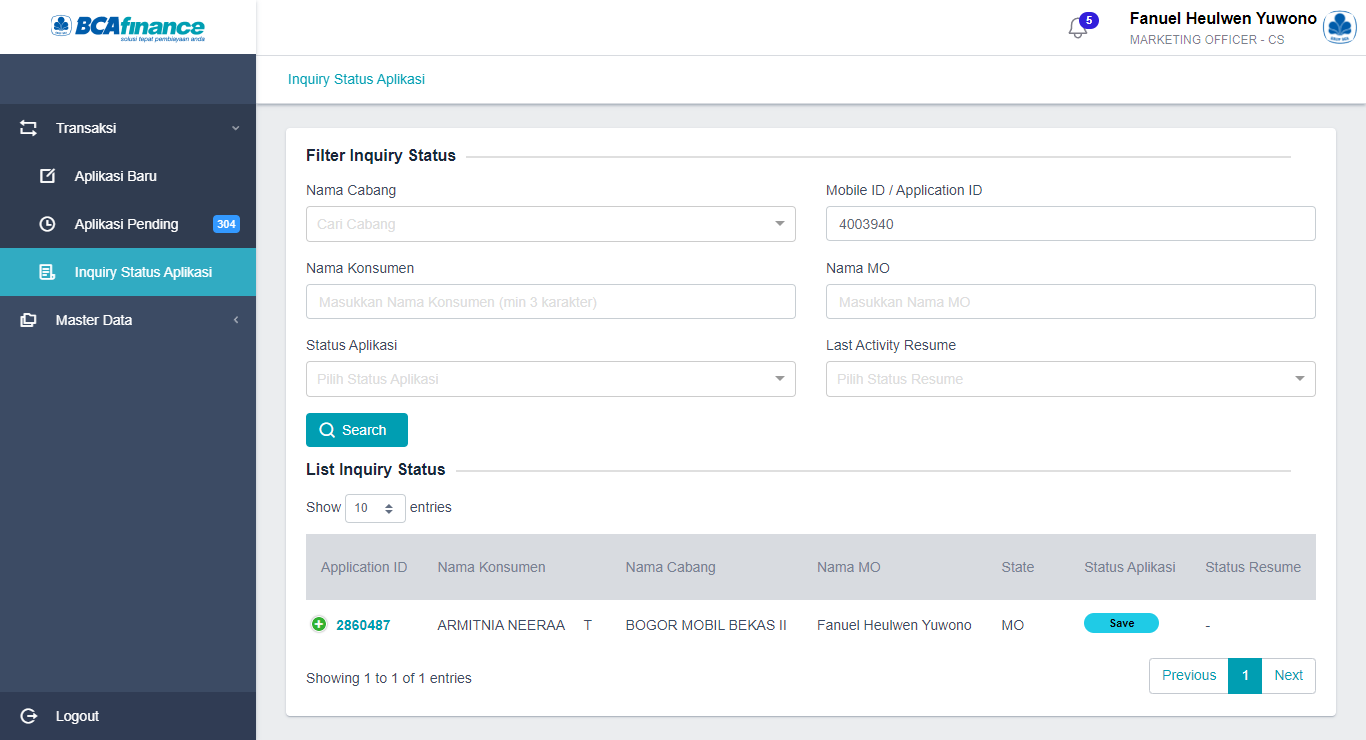 BCAfinance
solusi tepat pembiayaan anda
5
Fanuel Heulwen Yuwono
MARKETING OFFICER - CS
Inquiry Status Aplikasi
Transaksi
Aplikasi Baru
Aplikasi Pending 304
Inquiry Status Aplikasi
Master Data
Logout
Filter Inquiry Status
Nama Cabang
Cari Cabang
Mobile ID / Application ID
4003940
Nama Konsumen
Masukkan Nama Konsumen (min 3 karakter)
Nama MO
Masukkan Nama MO
Status Aplikasi
Pilih Status Aplikasi
Last Activity Resume
Pilih Status Resume
Search
List Inquiry Status
Show 10 entries
Application ID Nama Konsumen Nama Cabang Nama MO State Status Aplikasi Status Resume
2860487 ARMITNIA NEERAA T BOGOR MOBIL BEKAS II Fanuel Heulwen Yuwono MO Save -
Showing 1 to 1 of 1 entries
Previous 1 Next